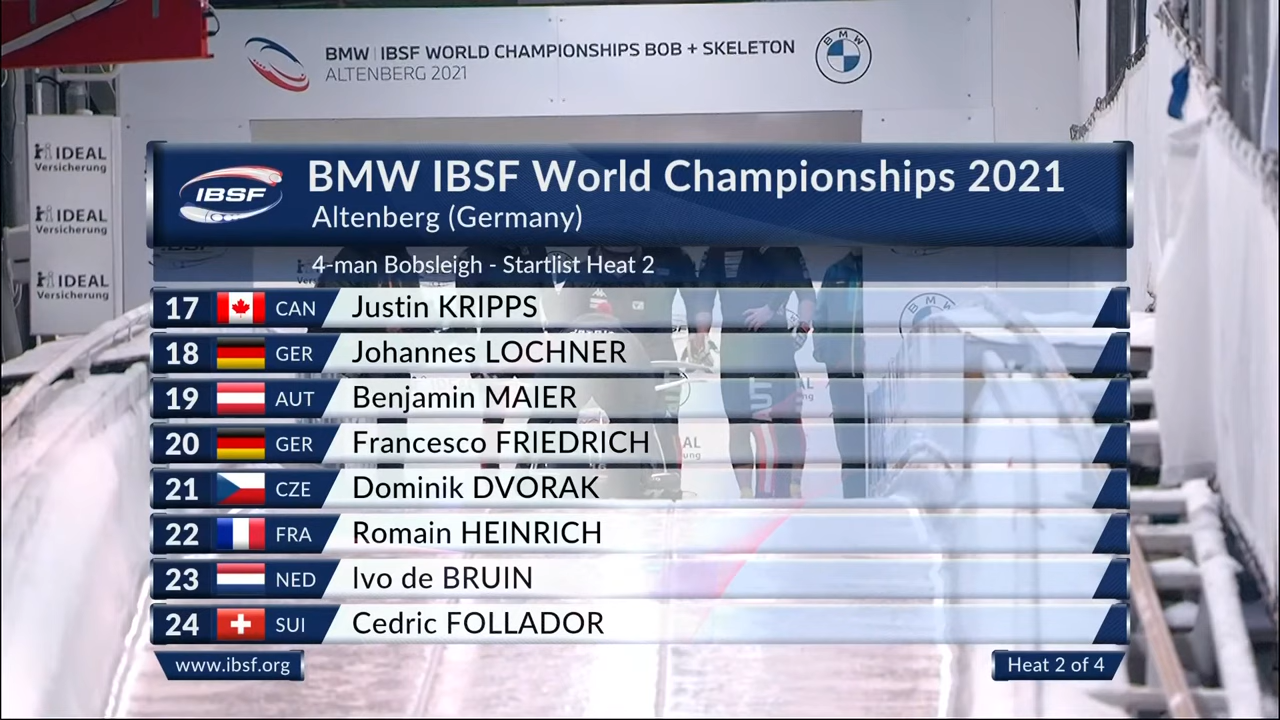 BMW | IBSF WORLD CHAMPIONSHIPS BOB + SKELETON
ALTENBERG 2021
BMW
IDEAL
Versicherung
IDEAL
Versicherung
IDEAL
Versicherung
IBSF
BMW IBSF World Championships 2021
Altenberg (Germany)
4-man Bobsleigh - Startlist Heat 2
17 CAN Justin KRIPPS
18 GER Johannes LOCHNER
19 AUT Benjamin MAIER
20 GER Francesco FRIEDRICH
21 CZE Dominik DVORAK
22 FRA Romain HEINRICH
23 NED Ivo de BRUIN
24 SUI Cedric FOLLADOR
www.ibsf.org
Heat 2 of 4